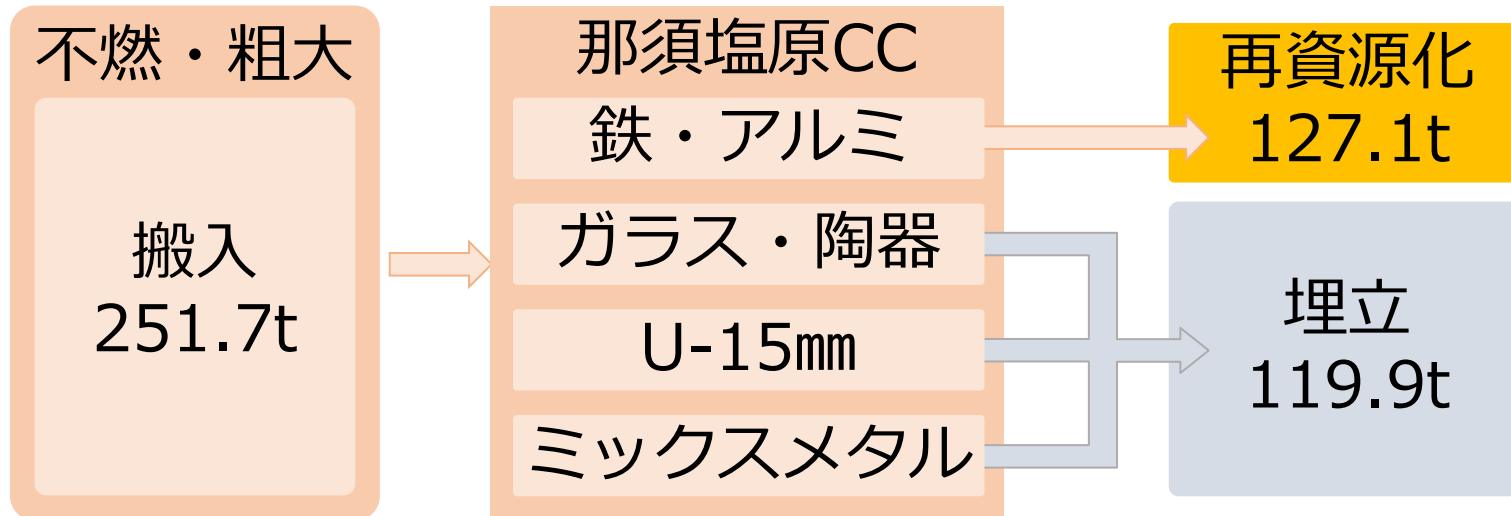 不燃・粗大
搬入
251.7t
那須塩原CC
鉄・アルミ
ガラス・陶器
U-15㎜
ミックスメタル
再資源化
127.1t
埋立
119.9t